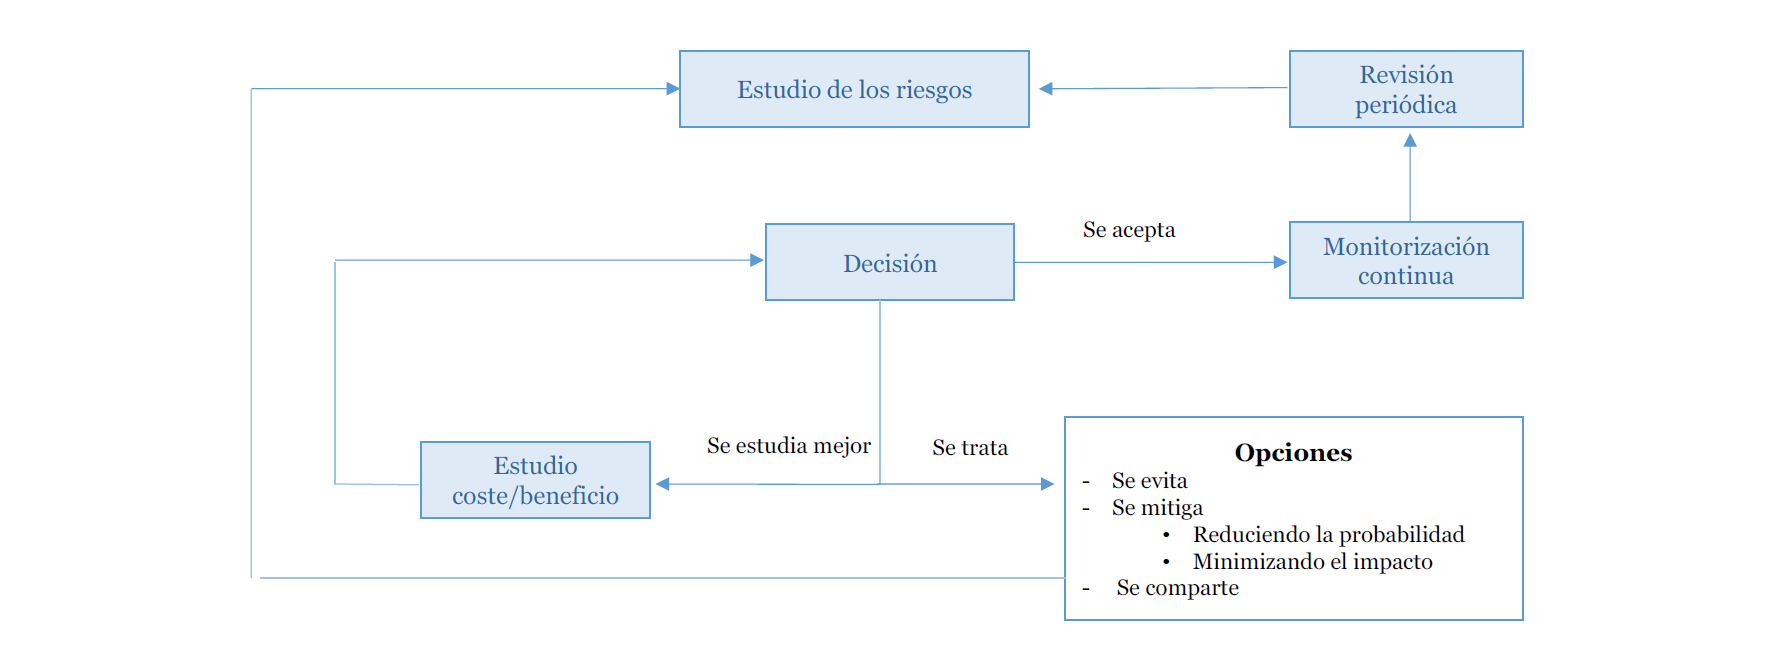 Estudio de los riesgos
Revisión
periódica
Se acepta
Decisión
Monitorización
continua
Se estudia mejor
Se trata
Estudio
coste/beneficio
Opciones
- Se evita
- Se mitiga
• Reduciendo la probabilidad
• Minimizando el impacto
- Se comparte